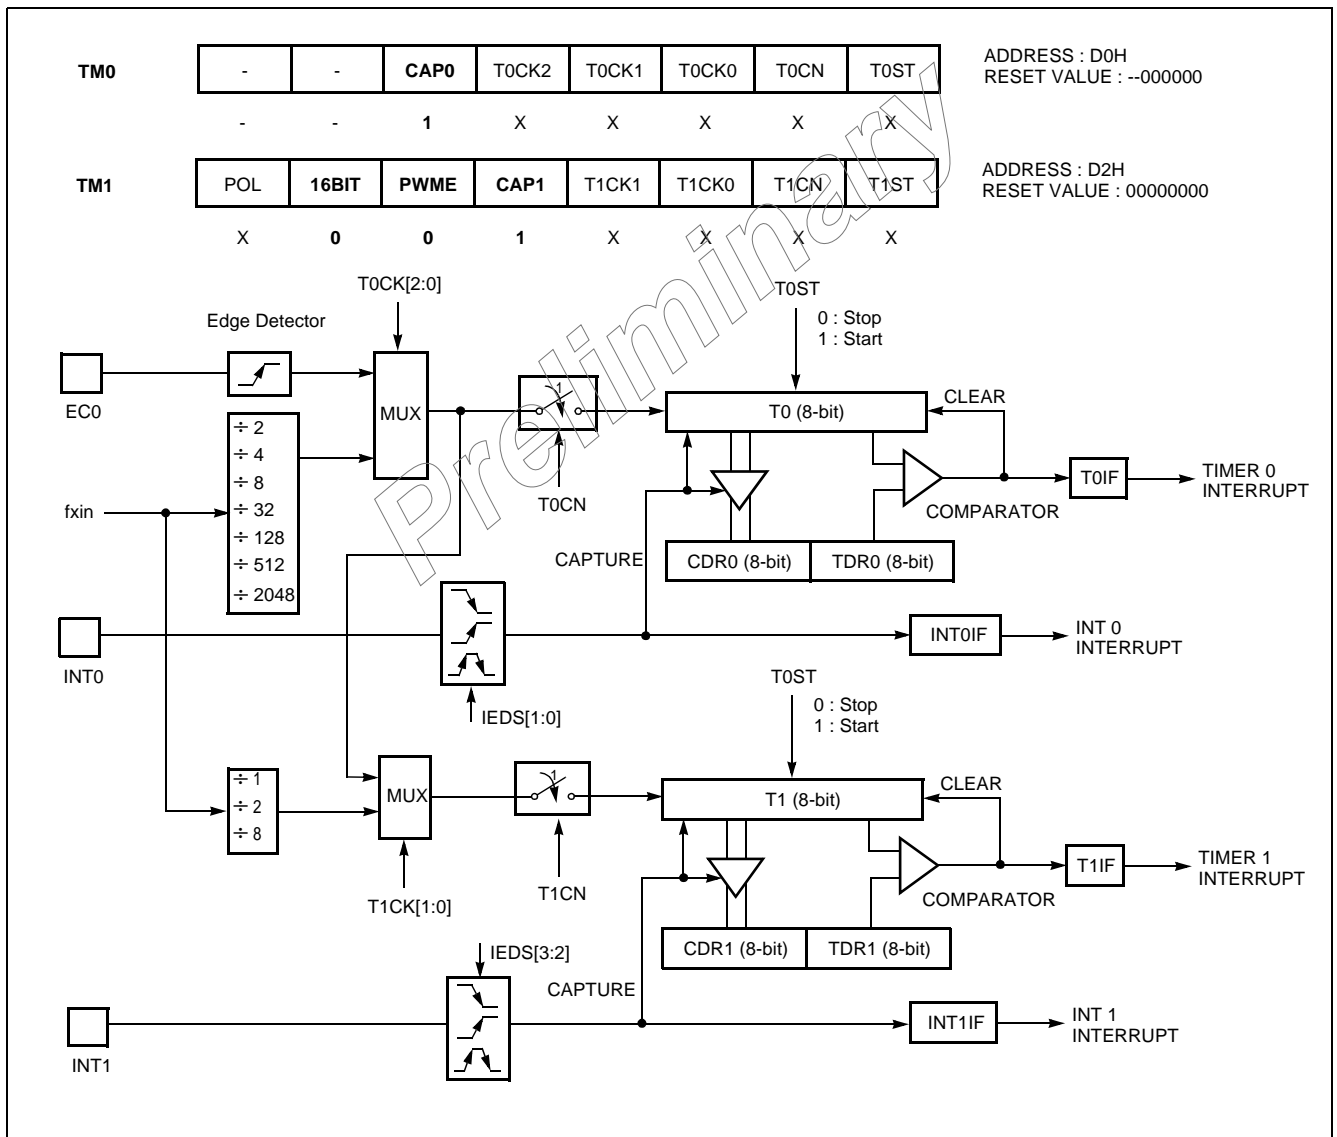 TM0 - - CAP0 T0CK2 T0CK1 T0CK0 T0CN T0ST
ADDRESS : D0H
RESET VALUE : --000000
- - 1 X X X X X
TM1 POL 16BIT PWME CAP1 T1CK1 T1CK0 T1CN T1ST
ADDRESS : D2H
RESET VALUE : 00000000
X 0 0 1 X X X X
Preliminary
T0CK[2:0]
T0ST
0 : Stop
1 : Start
Edge Detector
EC0
MUX
1
T0 (8-bit)
CLEAR
÷ 2
÷ 4
÷ 8
÷ 32
÷ 128
÷ 512
÷ 2048
fxin
T0CN
COMPARATOR
T0IF
TIMER 0
INTERRUPT
CAPTURE
CDR0 (8-bit)
TDR0 (8-bit)
INT0
INT0IF
INT 0
INTERRUPT
IEDS[1:0]
T0ST
0 : Stop
1 : Start
÷ 1
÷ 2
÷ 8
MUX
1
T1 (8-bit)
CLEAR
T1CK[1:0]
T1CN
COMPARATOR
T1IF
TIMER 1
INTERRUPT
CDR1 (8-bit)
TDR1 (8-bit)
IEDS[3:2]
CAPTURE
INT1
INT1IF
INT 1
INTERRUPT